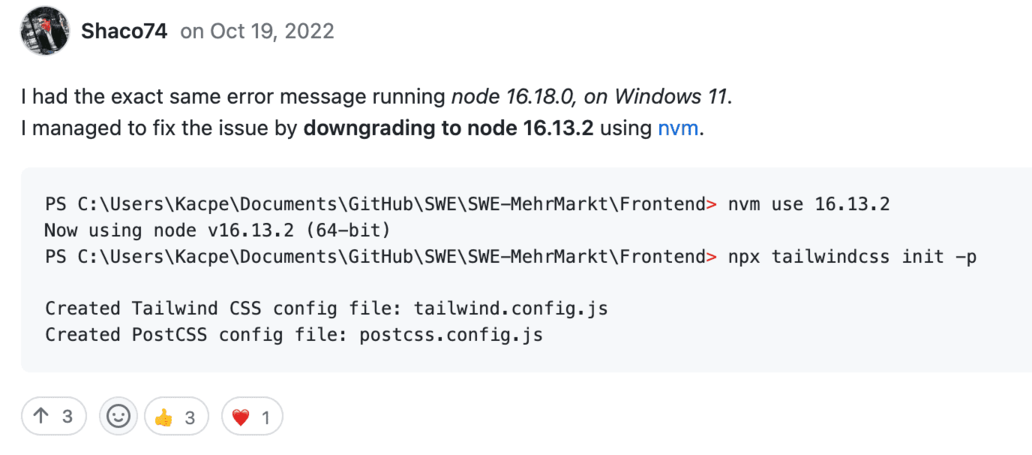 Shaco74 on Oct 19, 2022
I had the exact same error message running node 16.18.0, on Windows 11.
I managed to fix the issue by downgrading to node 16.13.2 using nvm.
PS C:\Users\Kacpe\Documents\GitHub\SWE\SWE-MehrMarkt\Frontend> nvm use 16.13.2
Now using node v16.13.2 (64-bit)
PS C:\Users\Kacpe\Documents\GitHub\SWE\SWE-MehrMarkt\Frontend> npx tailwindcss init -p
Created Tailwind CSS config file: tailwind.config.js
Created PostCSS config file: postcss.config.js
↑ 3 👍 3 ❤️ 1